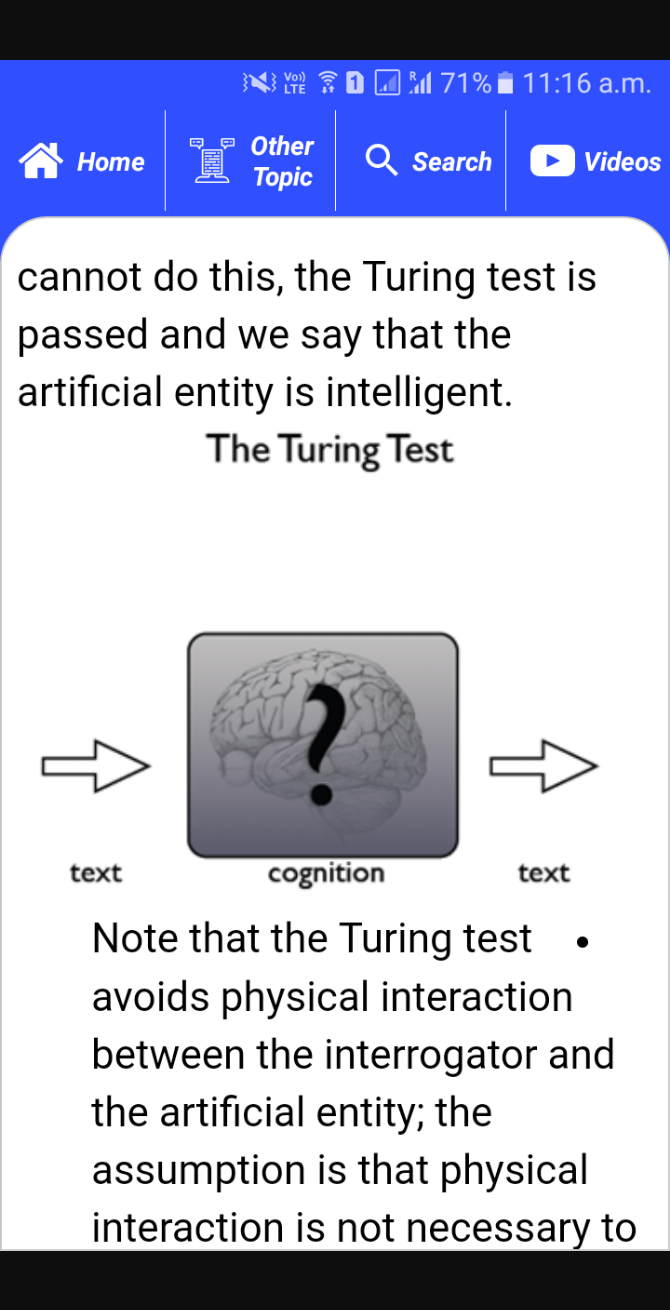 Vo))
LTE
1
R
71%
11:16 a.m.
Home
Other
Topic
Search
Videos
cannot do this, the Turing test is
passed and we say that the
artificial entity is intelligent.
The Turing Test
?
text
cognition
text
Note that the Turing test •
avoids physical interaction
between the interrogator and
the artificial entity; the
assumption is that physical
interaction is not necessary to